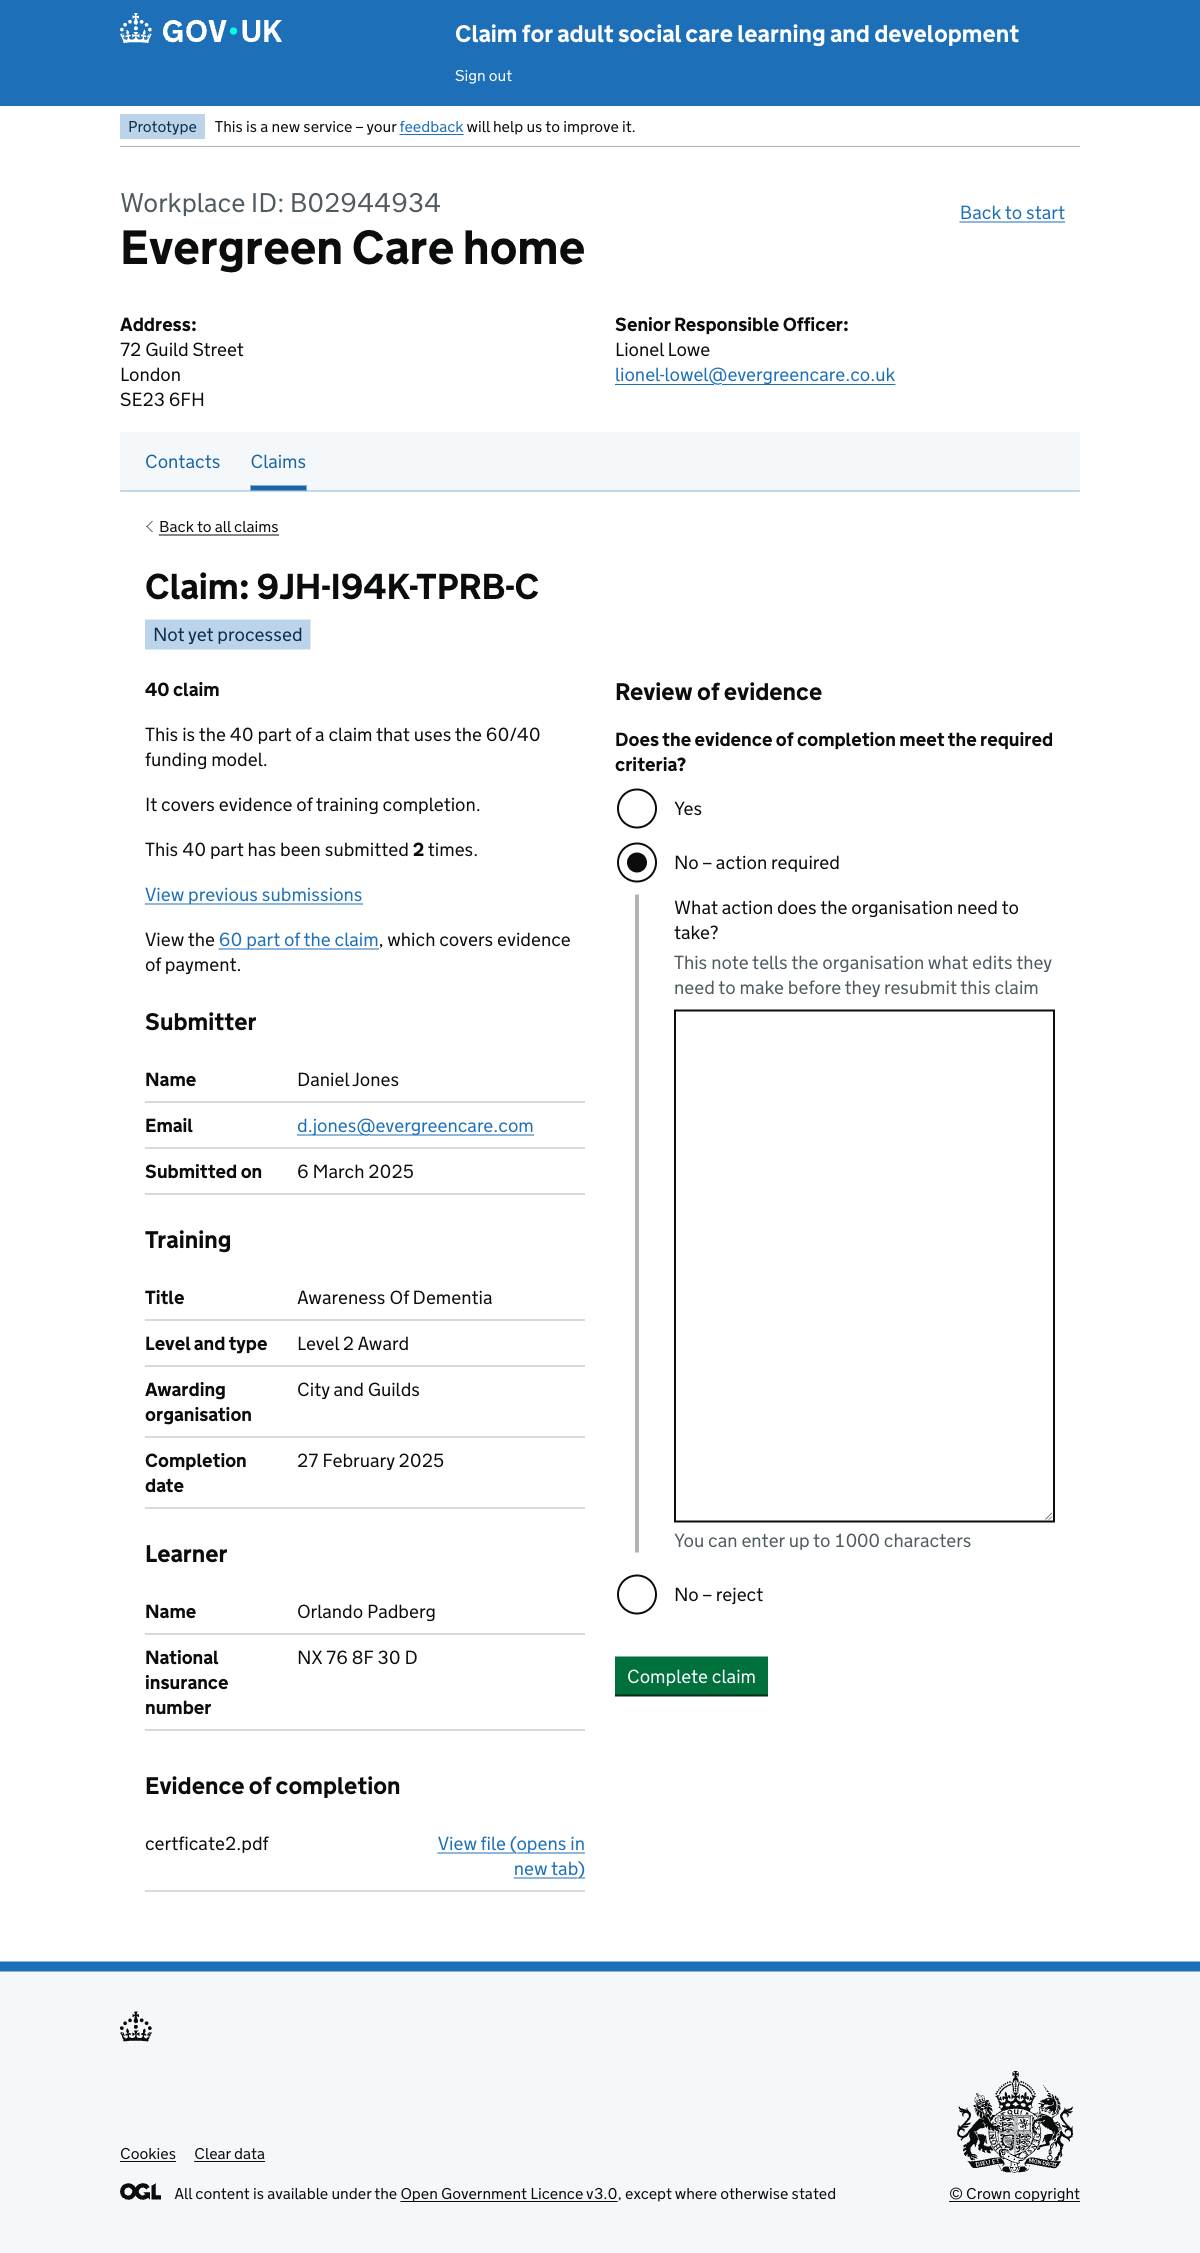 GOV·UK
Claim for adult social care learning and development
Sign out
Prototype This is a new service – your feedback will help us to improve it.
Workplace ID: B02944934
Evergreen Care home
Back to start
Address:
72 Guild Street
London
SE23 6FH
Senior Responsible Officer:
Lionel Lowe
lionel-lowel@evergreencare.co.uk
Contacts Claims
Back to all claims
Claim: 9JH-I94K-TPRB-C
Not yet processed
40 claim
This is the 40 part of a claim that uses the 60/40
funding model.
It covers evidence of training completion.
This 40 part has been submitted 2 times.
View previous submissions
View the 60 part of the claim, which covers evidence
of payment.
Submitter
Name Daniel Jones
Email d.jones@evergreencare.com
Submitted on 6 March 2025
Training
Title Awareness Of Dementia
Level and type Level 2 Award
Awarding
organisation
City and Guilds
Completion
date
27 February 2025
Learner
Name Orlando Padberg
National
insurance
number
NX 76 8F 30 D
Evidence of completion
certficate2.pdf
View file (opens in
new tab)
Review of evidence
Does the evidence of completion meet the required
criteria?
Yes
No – action required
What action does the organisation need to
take?
This note tells the organisation what edits they
need to make before they resubmit this claim
You can enter up to 1000 characters
No – reject
Complete claim
Cookies Clear data
OGL All content is available under the Open Government Licence v3.0, except where otherwise stated
© Crown copyright